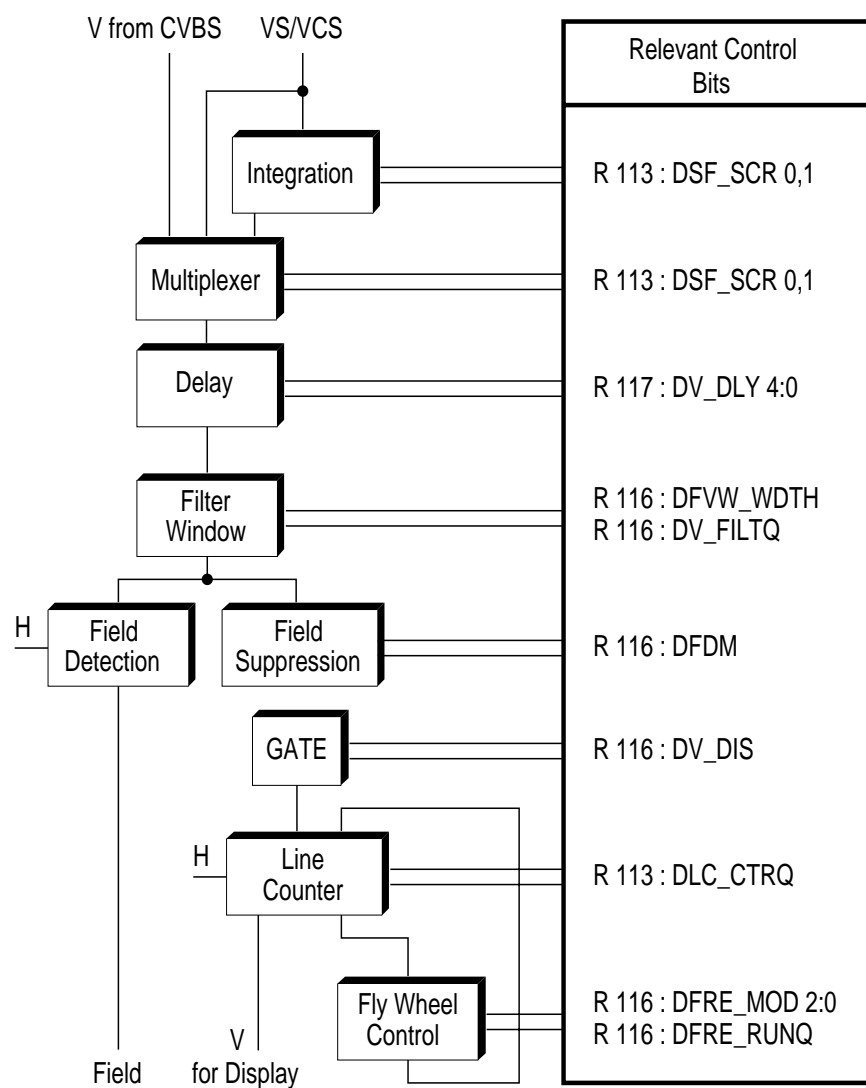 V from CVBS VS/VCS
Relevant Control
Bits
Integration
R 113 : DSF_SCR 0,1
Multiplexer
R 113 : DSF_SCR 0,1
Delay
R 117 : DV_DLY 4:0
Filter
Window
R 116 : DFVW_WDTH
R 116 : DV_FILTQ
H
Field
Detection
Field
Suppression
R 116 : DFDM
GATE
R 116 : DV_DIS
H
Line
Counter
R 113 : DLC_CTRQ
Fly Wheel
Control
R 116 : DFRE_MOD 2:0
R 116 : DFRE_RUNQ
Field
V
for Display